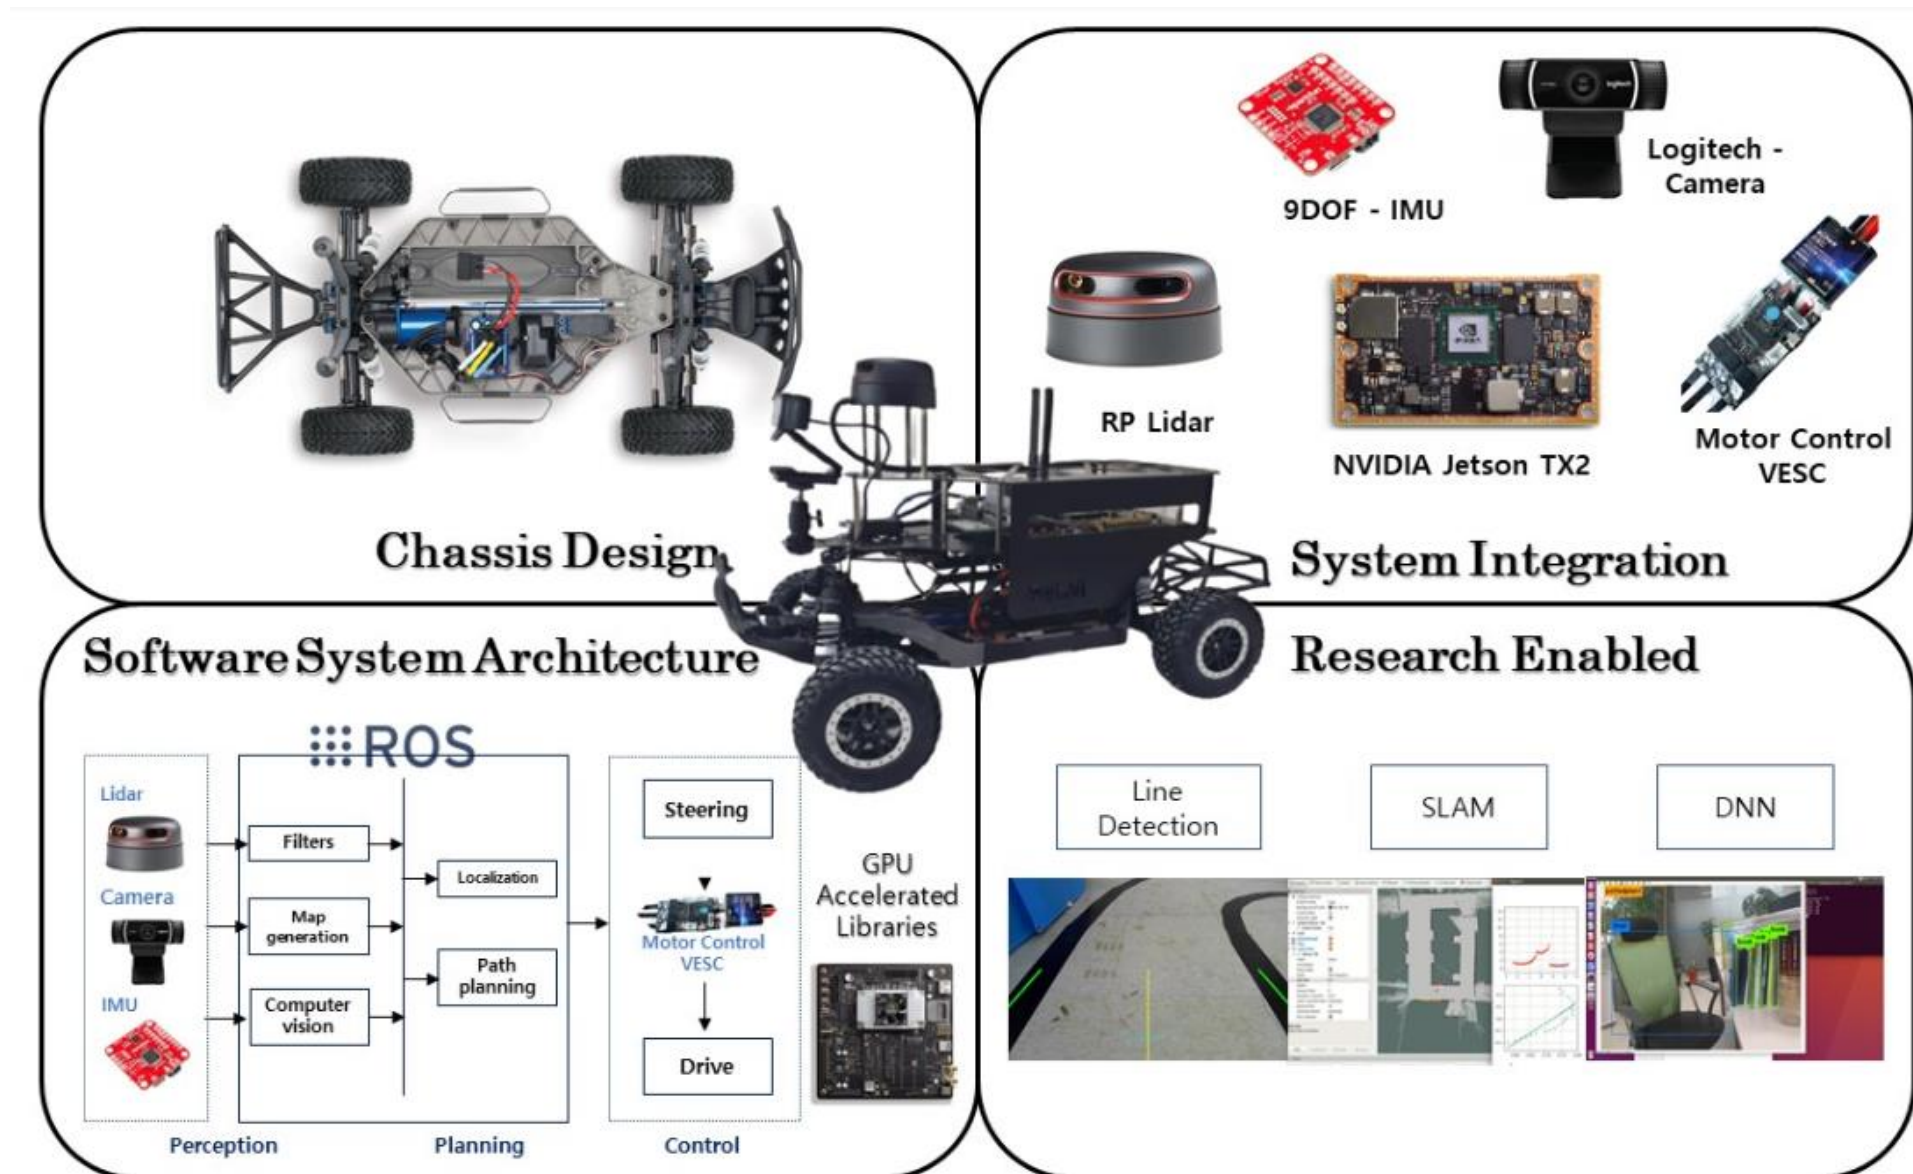 logitech
Logitech -
Camera
9DOF - IMU
RP Lidar
NVIDIA Jetson TX2
Motor Control
VESC
Chassis Design
System Integration
Software System Architecture
Research Enabled
ROS
Lidar
Camera
IMU
Filters
Map
generation
Computer
vision
Localization
Path
planning
Steering
Motor Control
VESC
Drive
GPU
Accelerated
Libraries
Perception
Planning
Control
Line
Detection
SLAM
DNN